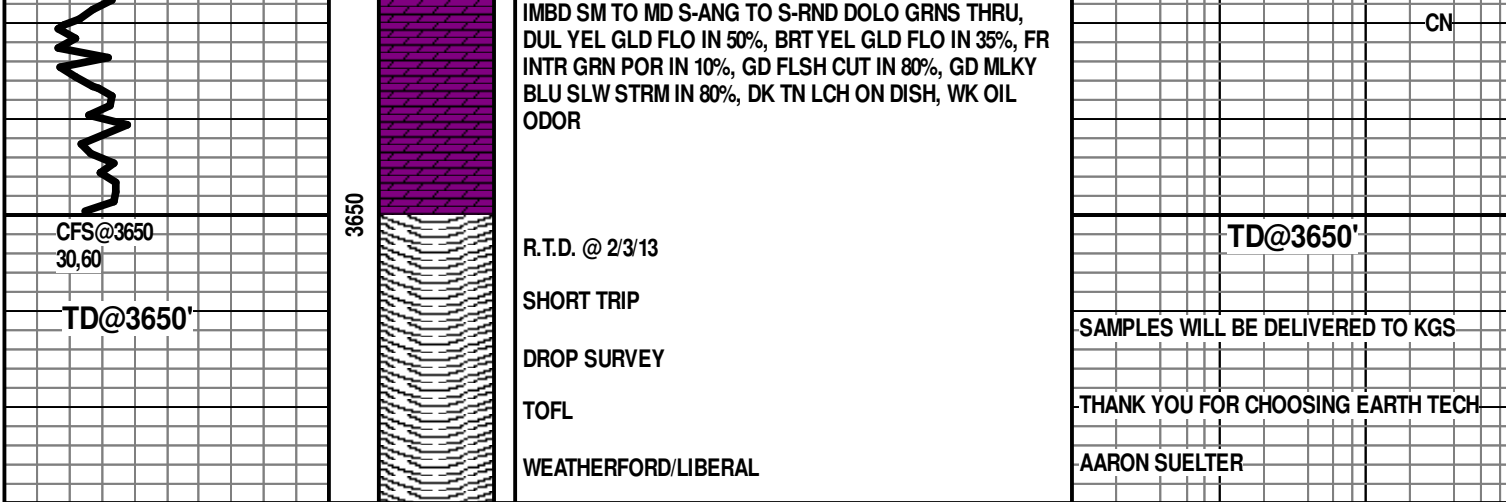 IMBD SM TO MD S-ANG TO S-RND DOLO GRNS THRU,
DUL YEL GLD FLO IN 50%, BRT YEL GLD FLO IN 35%, FR
INTR GRN POR IN 10%, GD FLSH CUT IN 80%, GD MLKY
BLU SLW STRM IN 80%, DK TN LCH ON DISH, WK OIL
ODOR
CN
3650
CFS@3650
30,60
TD@3650'
R.T.D. @ 2/3/13
SHORT TRIP
DROP SURVEY
TOFL
WEATHERFORD/LIBERAL
TD@3650'
SAMPLES WILL BE DELIVERED TO KGS
THANK YOU FOR CHOOSING EARTH TECH
AARON SUELTER